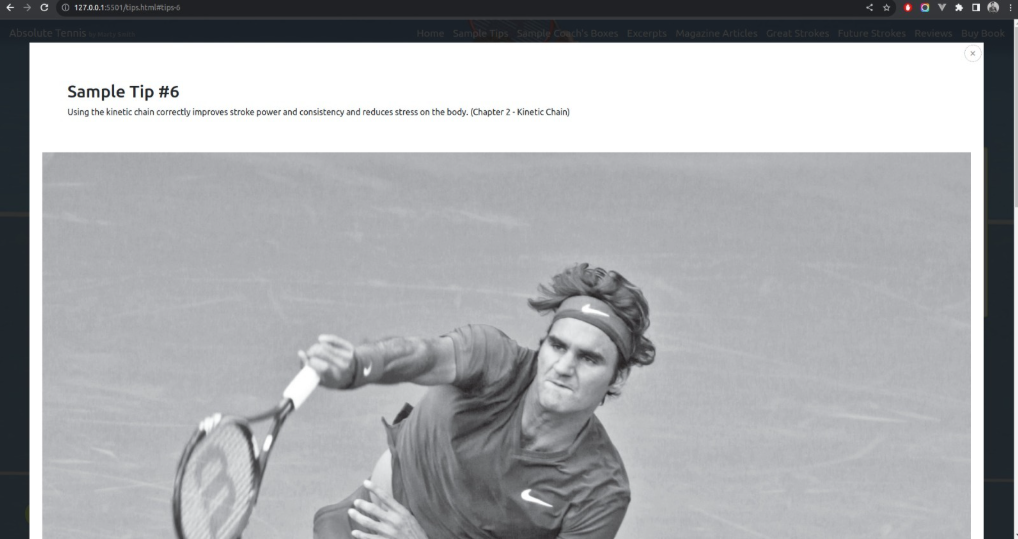 127.0.0.1:5501/tips.html#tips-6
Absolute Tennis by Marty Smith
Home Sample Tips Sample Coach's Boxes Excerpts Magazine Articles Great Strokes Future Strokes Reviews Buy Book
Sample Tip #6
Using the kinetic chain correctly improves stroke power and consistency and reduces stress on the body. (Chapter 2 - Kinetic Chain)